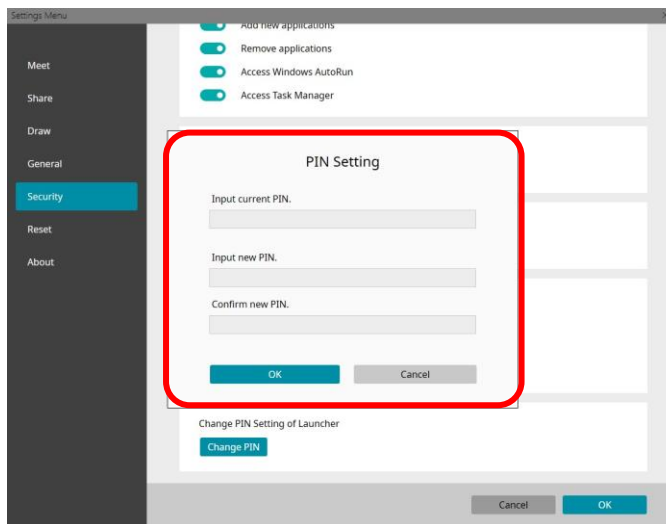 Settings Menu
Add new applications
Remove applications
Access Windows AutoRun
Access Task Manager
Meet
Share
Draw
General
Security
Reset
About
PIN Setting
Input current PIN.
Input new PIN.
Confirm new PIN.
OK Cancel
Change PIN Setting of Launcher
Change PIN
Cancel OK